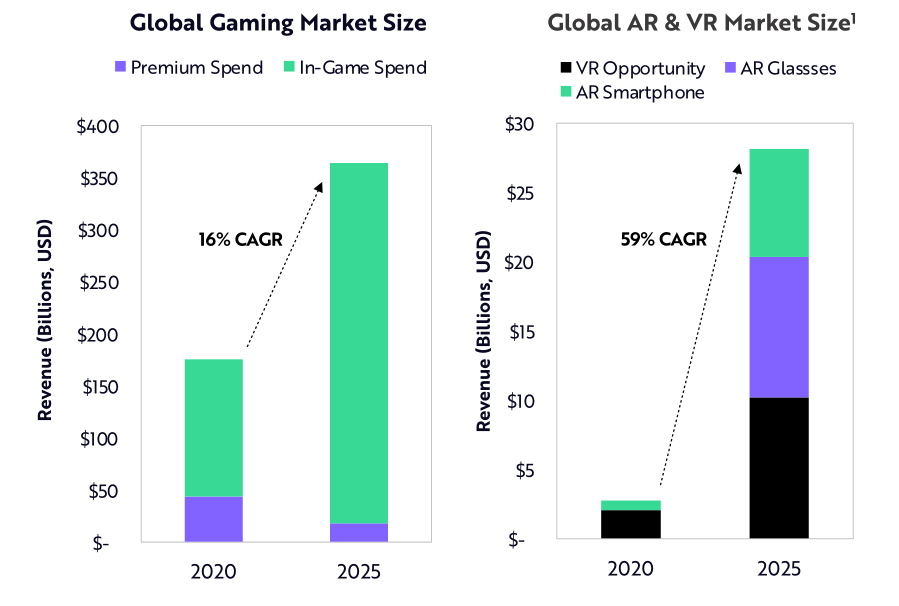 Global Gaming Market Size
Premium Spend In-Game Spend
$400
$350
$300
$250
$200
$150
$100
$50
$-
Revenue (Billions, USD)
16% CAGR
2020 2025
Global AR & VR Market Size¹
VR Opportunity AR Glassses
AR Smartphone
$30
$25
$20
$15
$10
$5
$-
Revenue (Billions, USD)
59% CAGR
2020 2025